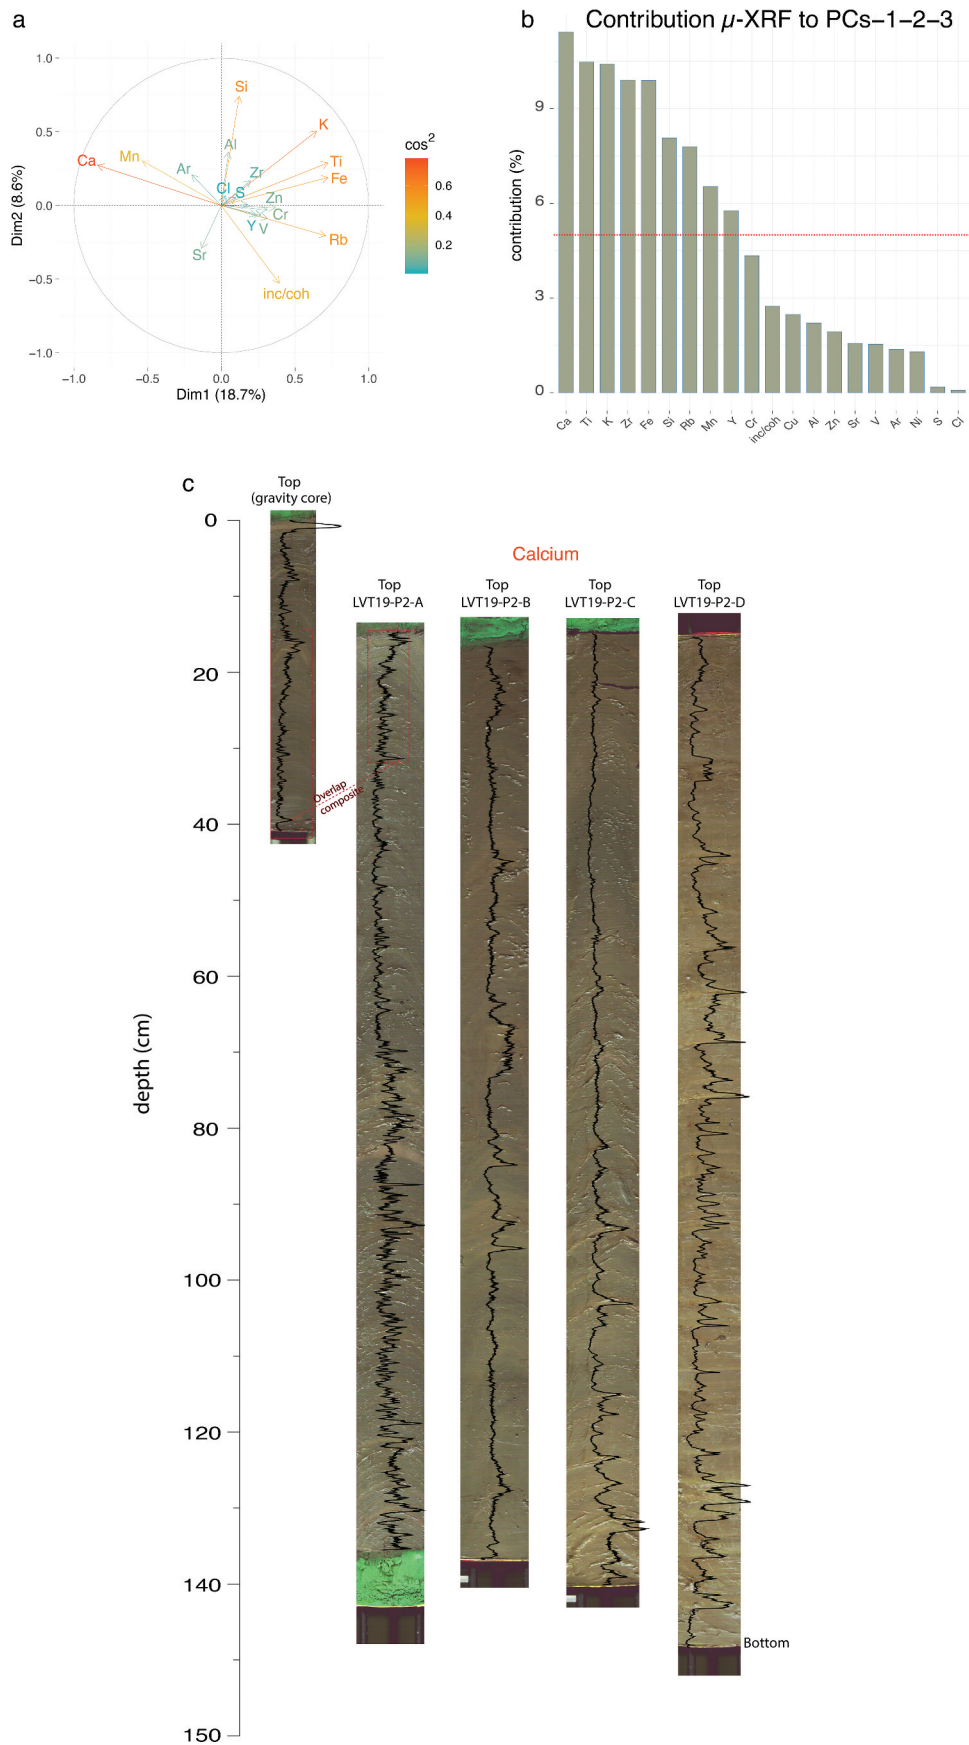 a
1.0
0.5
0.0
−0.5
−1.0
Dim2 (8.6%)
Si
K
Al
Ca
Mn
Ar
Zr
Ti
Fe
Cl
S
Zn
Cr
Y
V
Rb
Sr
inc/coh
−1.0
−0.5
0.0
0.5
1.0
Dim1 (18.7%)
cos2
0.6
0.4
0.2
b
Contribution µ-XRF to PCs−1−2−3
contribution (%)
9
6
3
0
Ca
Ti
K
Zr
Fe
Si
Rb
Mn
Y
Cr
inc/coh
Cu
Al
Zn
Sr
V
Ar
Ni
S
Cl
c
Top
(gravity core)
Calcium
Top
LVT19-P2-A
Top
LVT19-P2-B
Top
LVT19-P2-C
Top
LVT19-P2-D
0
20
40
60
80
100
120
140
150
depth (cm)
Overlap
composite
Bottom